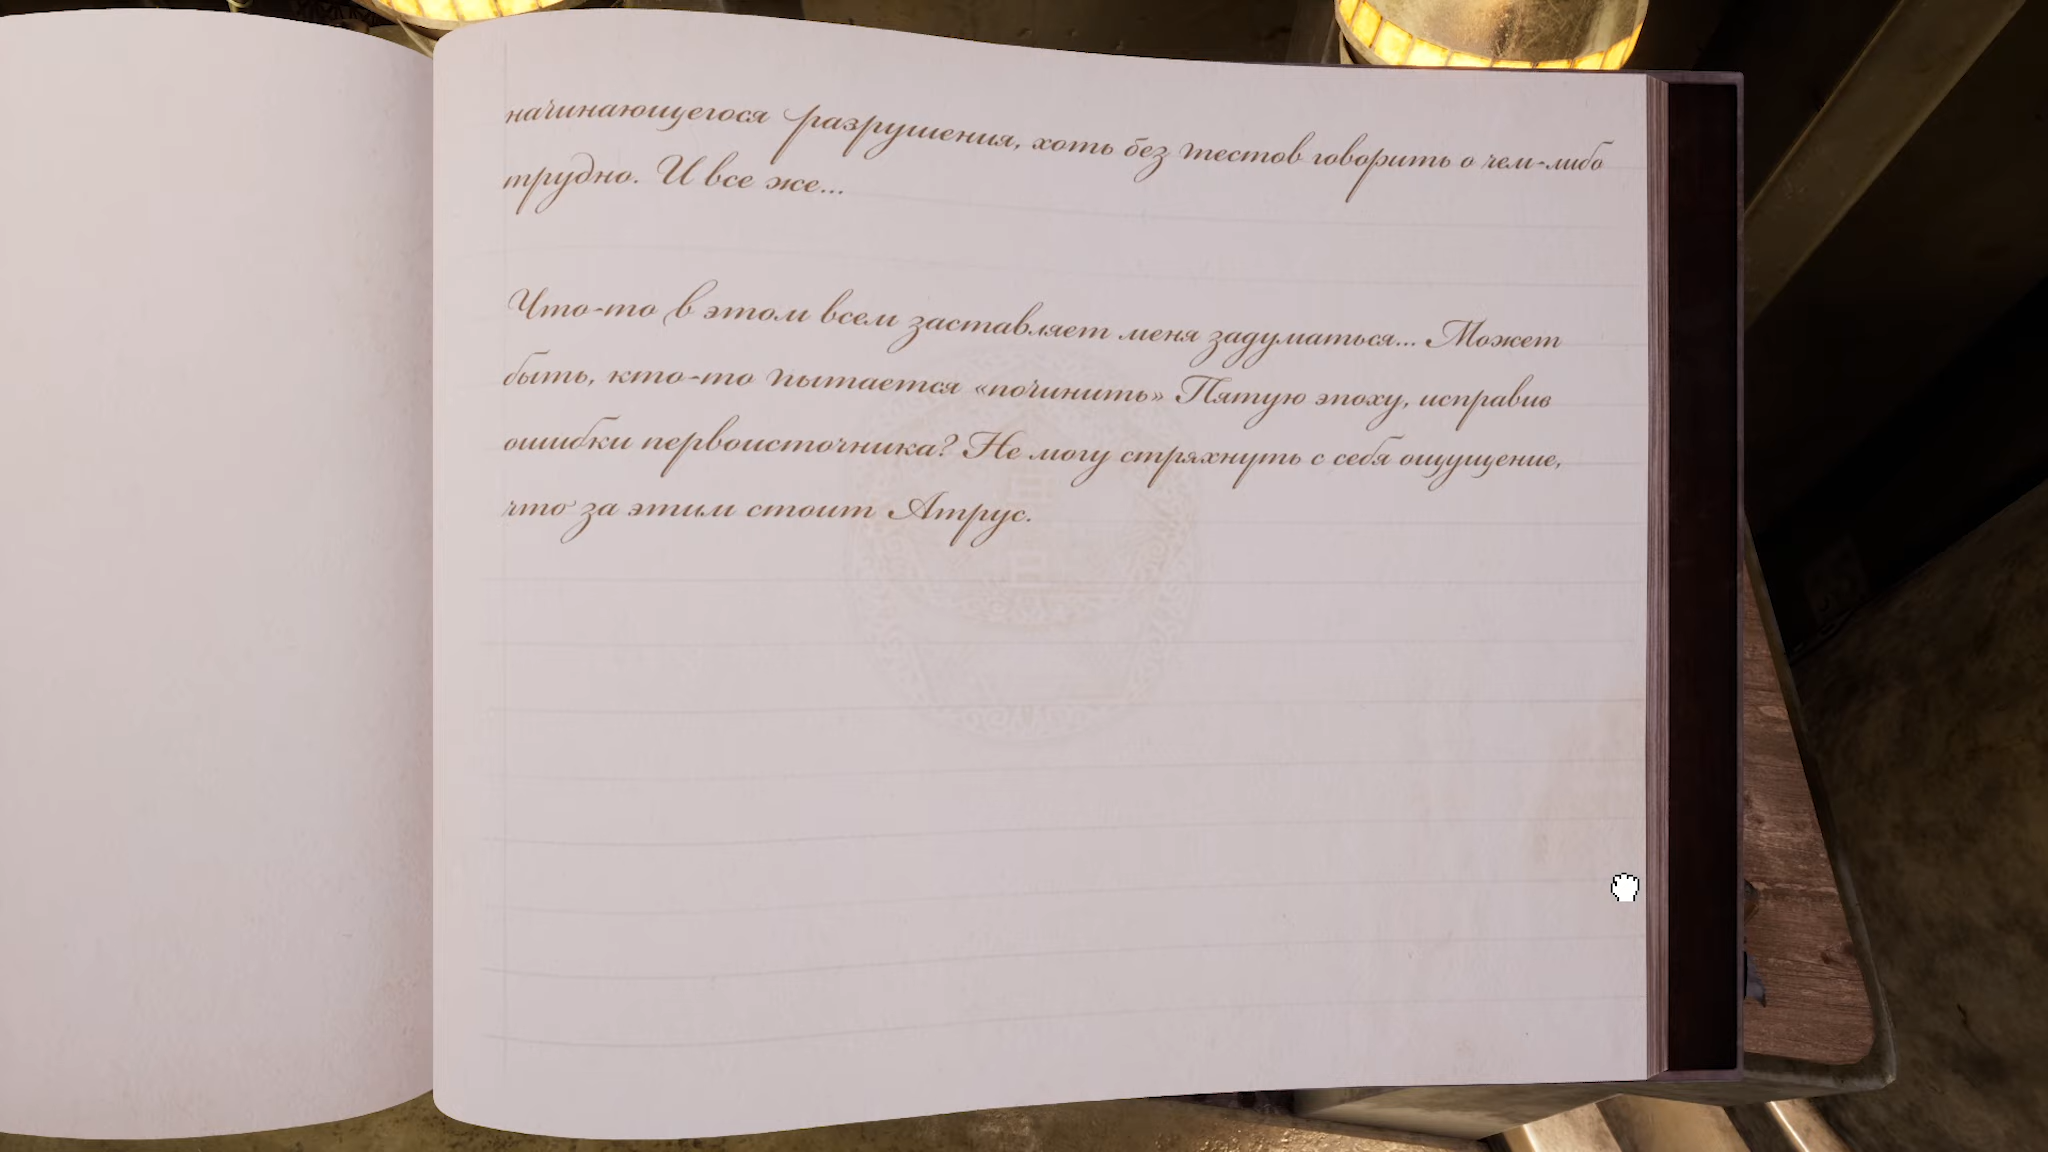 начинающегося разрушения, хоть без тестов говорить о чем-либо
трудно. И все же...
Что-то в этом всем заставляет меня задуматься... Может
быть, кто-то пытается «починить» Пятую эпоху, исправив
ошибки первоисточника? Не могу стряхнуть с себя ощущение,
что за этим стоит Атрус.